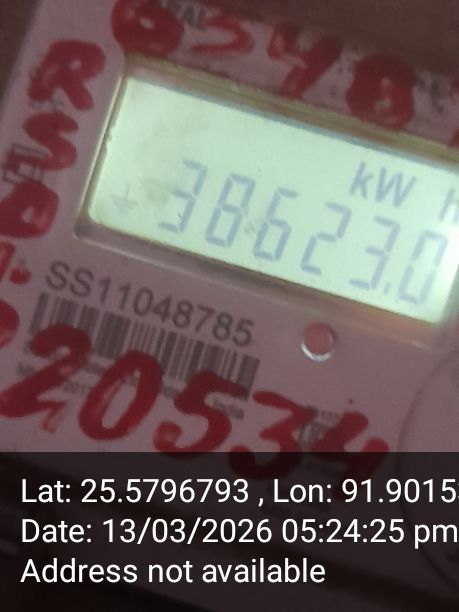 kW h
38623.0
SS11048785
20534
Lat: 25.5796793 , Lon: 91.9015
Date: 13/03/2026 05:24:25 pm
Address not available